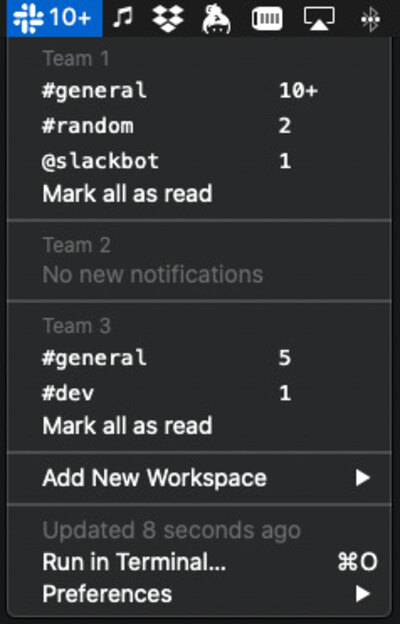 10+
Team 1
#general 10+
#random 2
@slackbot 1
Mark all as read
Team 2
No new notifications
Team 3
#general 5
#dev 1
Mark all as read
Add New Workspace ▶
Updated 8 seconds ago
Run in Terminal... ⌘O
Preferences ▶